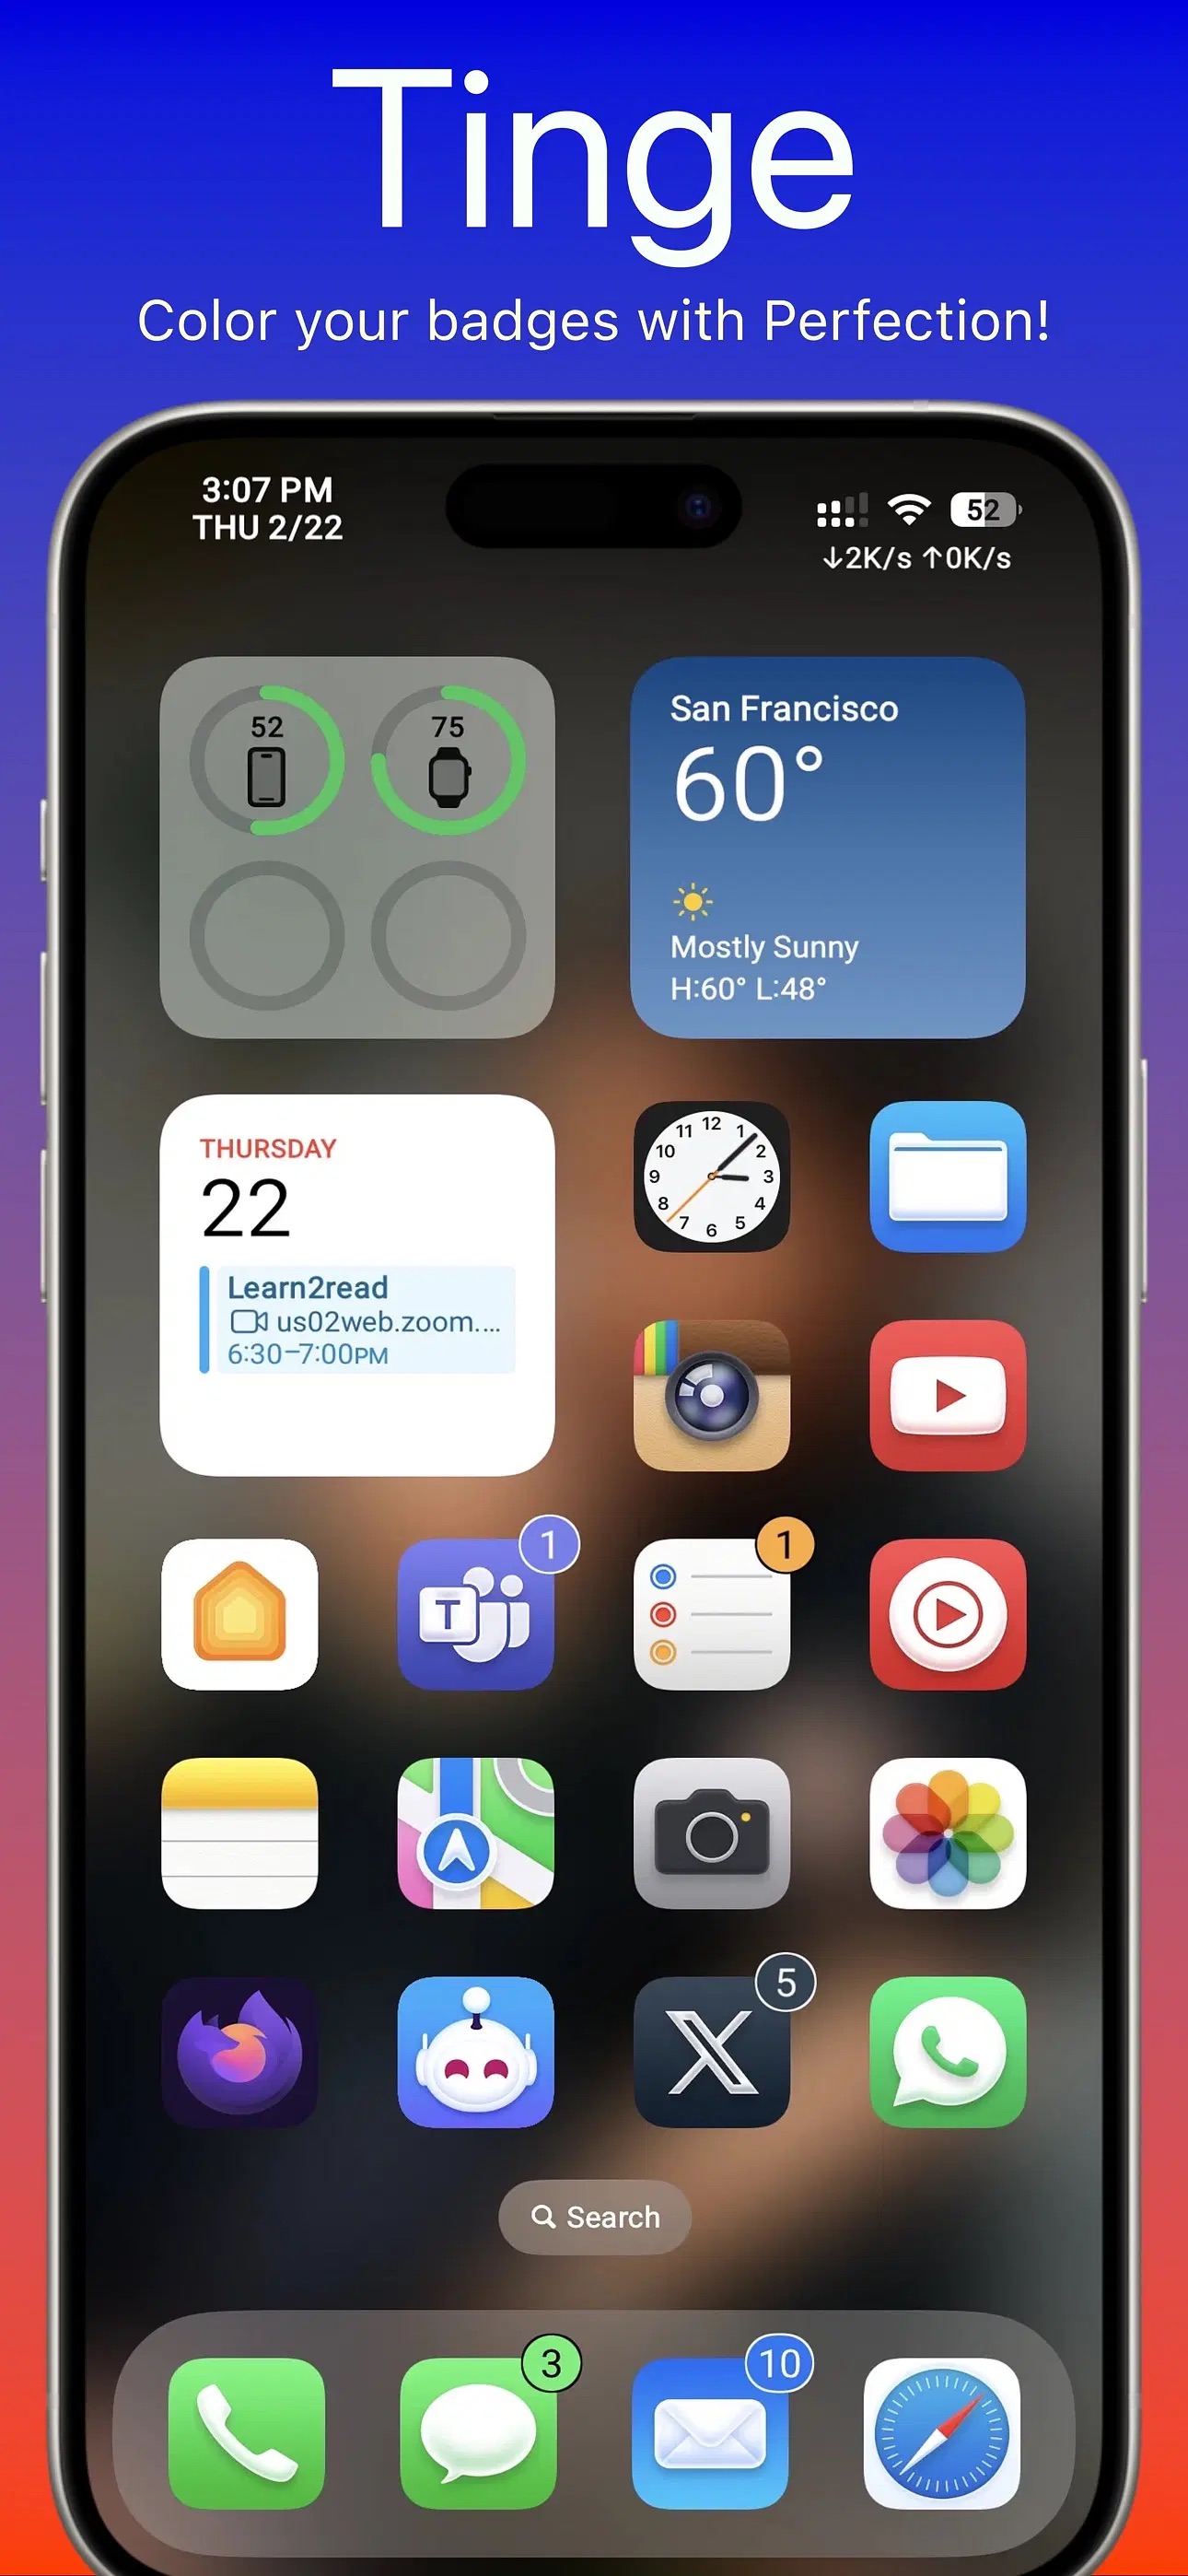 Tinge
Color your badges with Perfection!
3:07 PM
THU 2/22
52
↓2K/s ↑0K/s
52
75
San Francisco
60°
Mostly Sunny
H:60° L:48°
THURSDAY
22
Learn2read
us02web.zoom....
6:30–7:00PM
12
1
2
3
4
5
6
7
8
9
10
11
1
T
1
5
X
Search
3
10